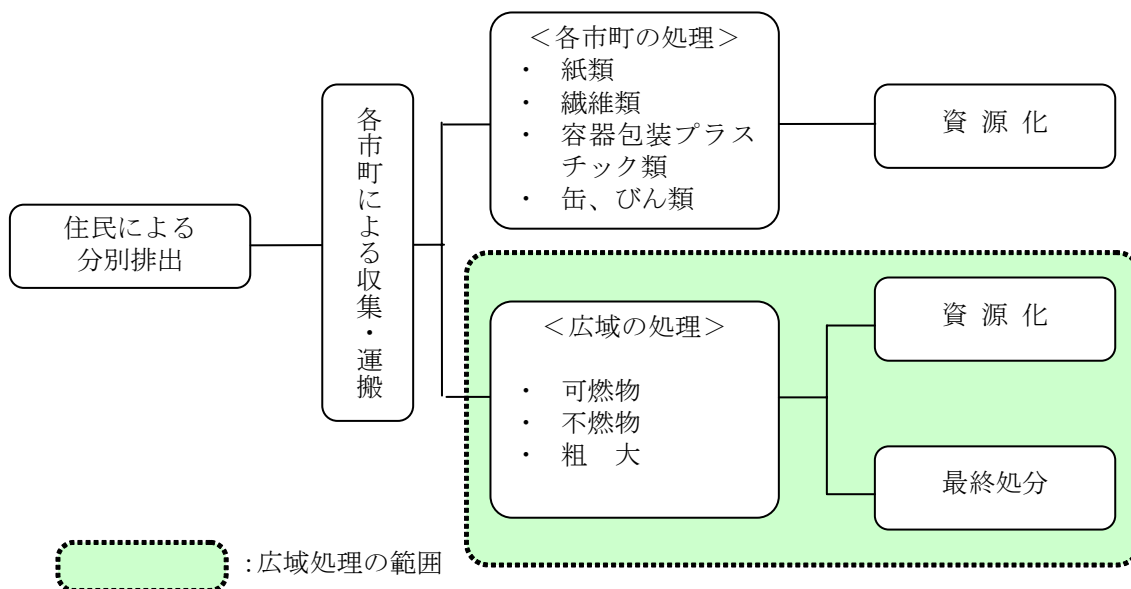 住民による
分別排出
各市町による収集・運搬
＜各市町の処理＞
・ 紙類
・ 繊維類
・ 容器包装プラス
チック類
・ 缶、びん類
資 源 化
＜広域の処理＞
・ 可燃物
・ 不燃物
・ 粗　大
資 源 化
最終処分
：広域処理の範囲